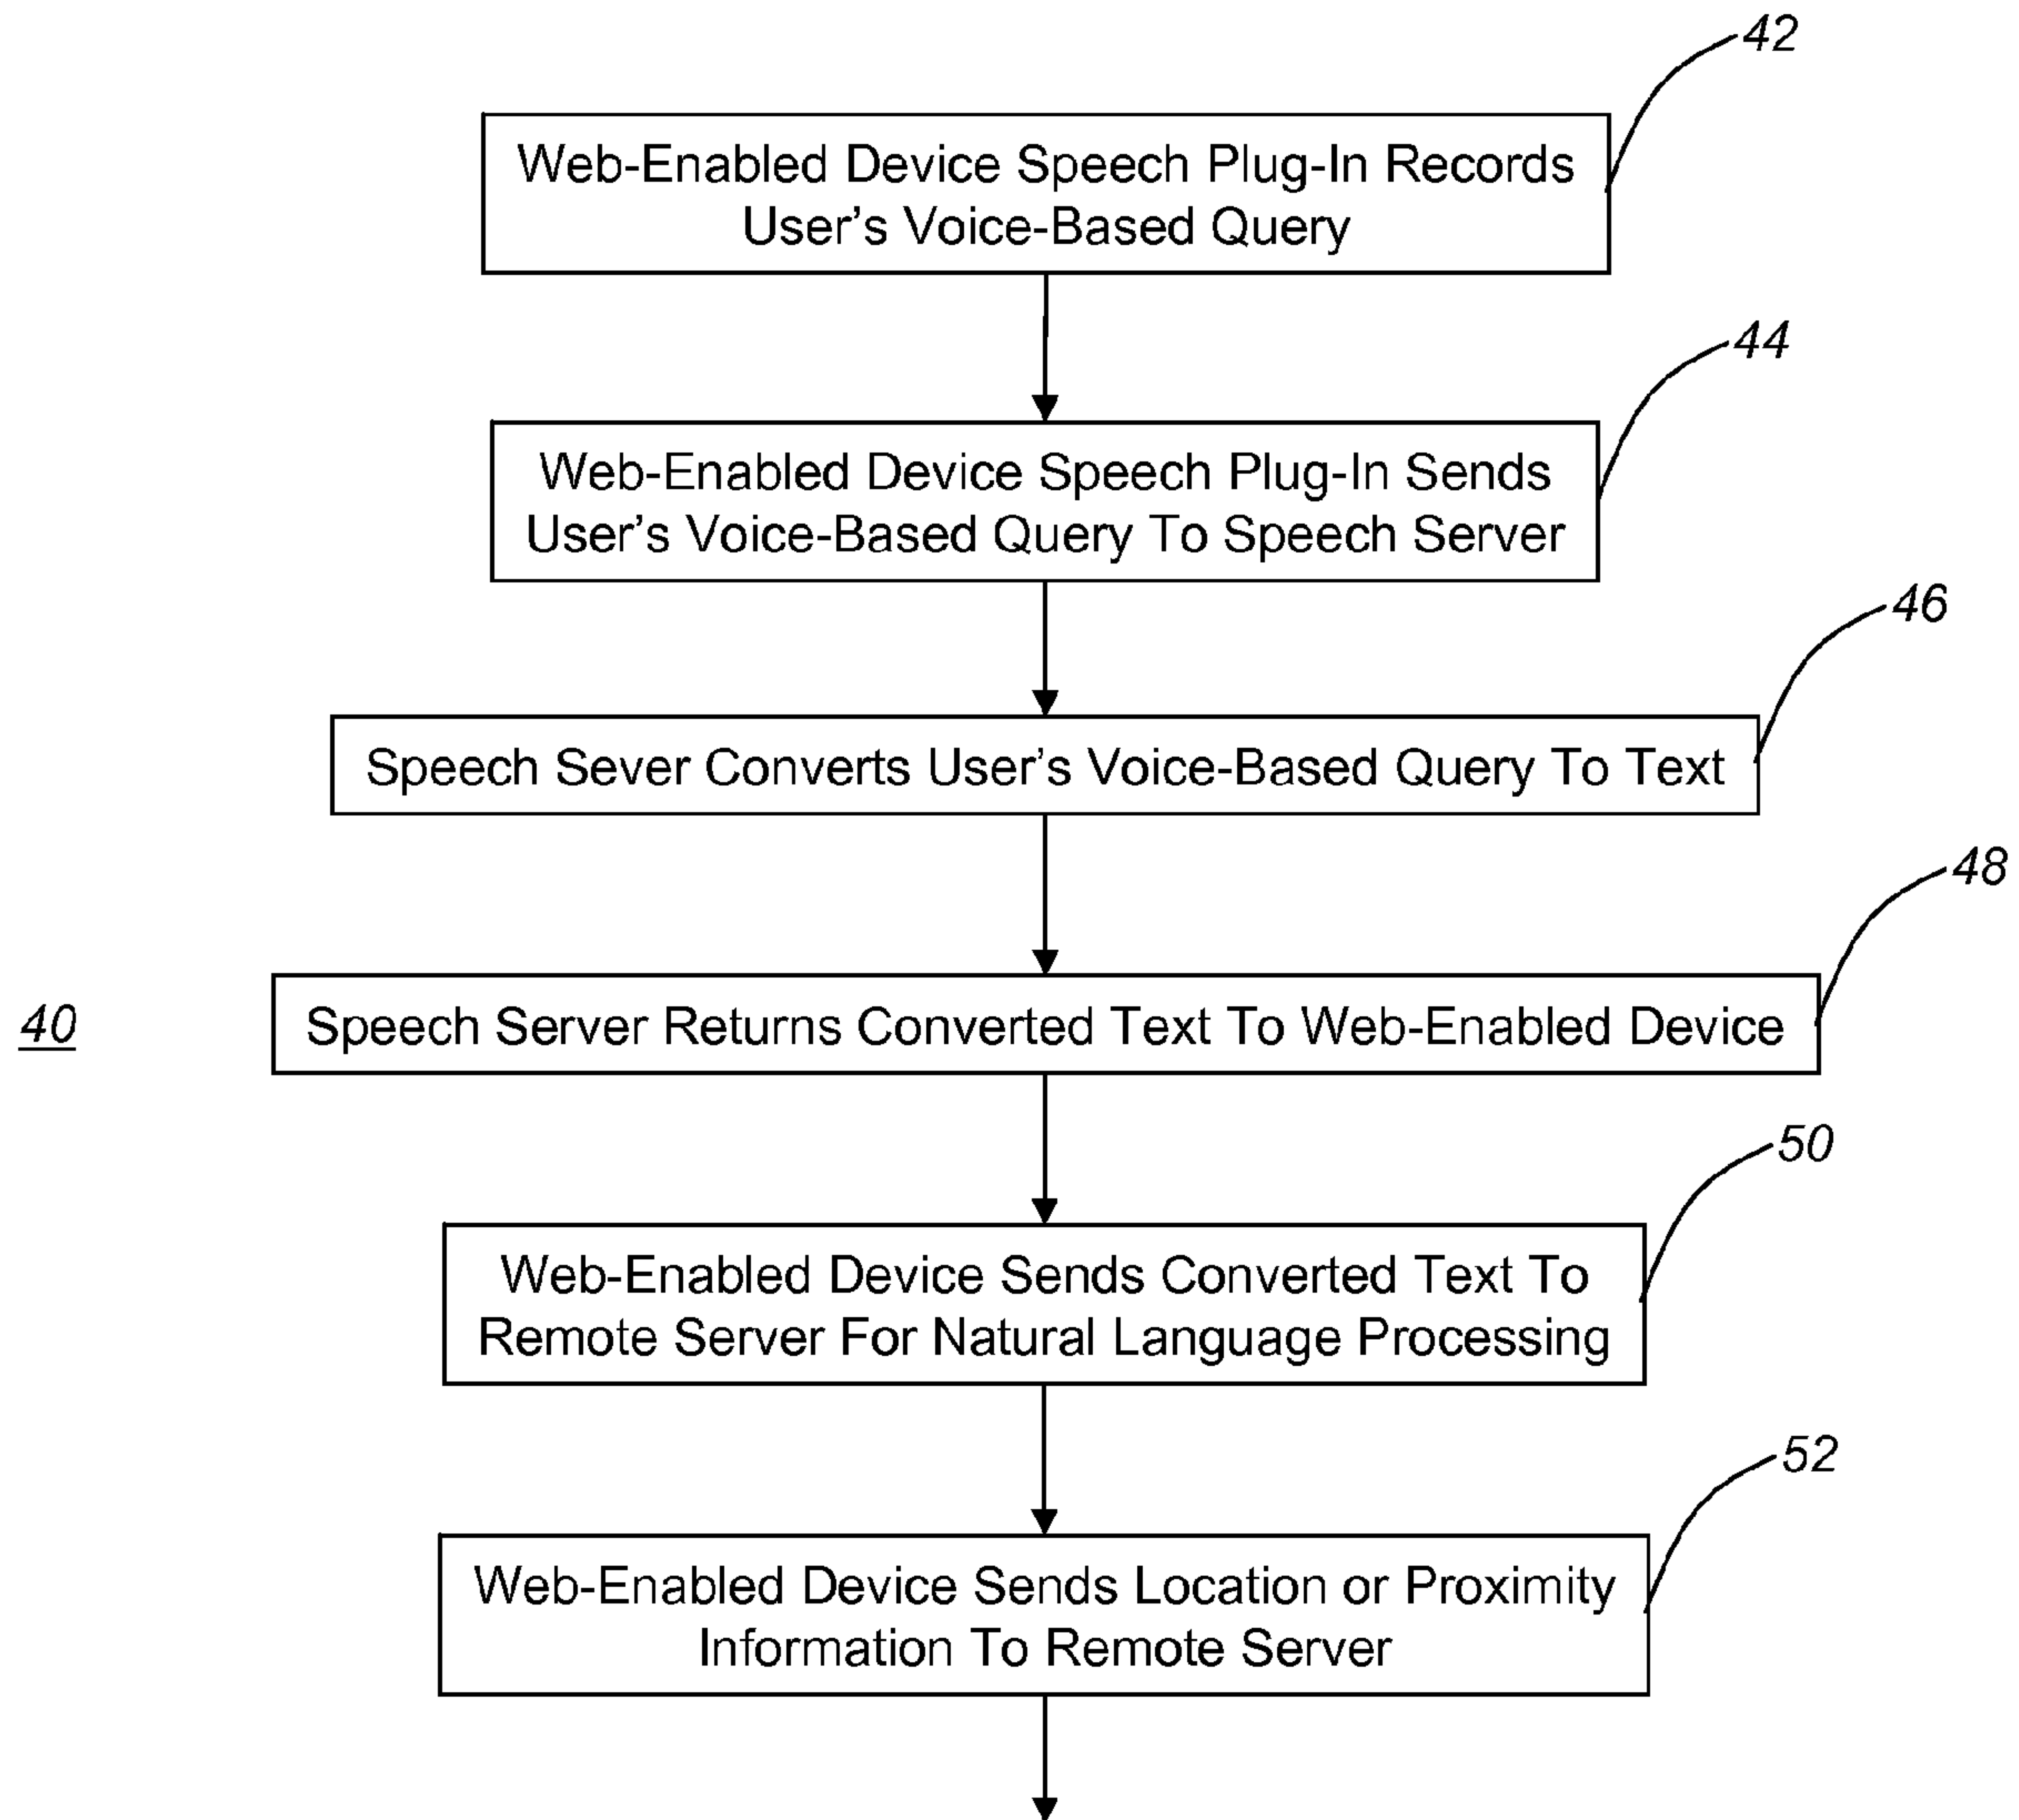 42
Web-Enabled Device Speech Plug-In Records
User's Voice-Based Query
44
Web-Enabled Device Speech Plug-In Sends
User's Voice-Based Query To Speech Server
46
Speech Sever Converts User's Voice-Based Query To Text
48
40
Speech Server Returns Converted Text To Web-Enabled Device
50
Web-Enabled Device Sends Converted Text To
Remote Server For Natural Language Processing
52
Web-Enabled Device Sends Location or Proximity
Information To Remote Server